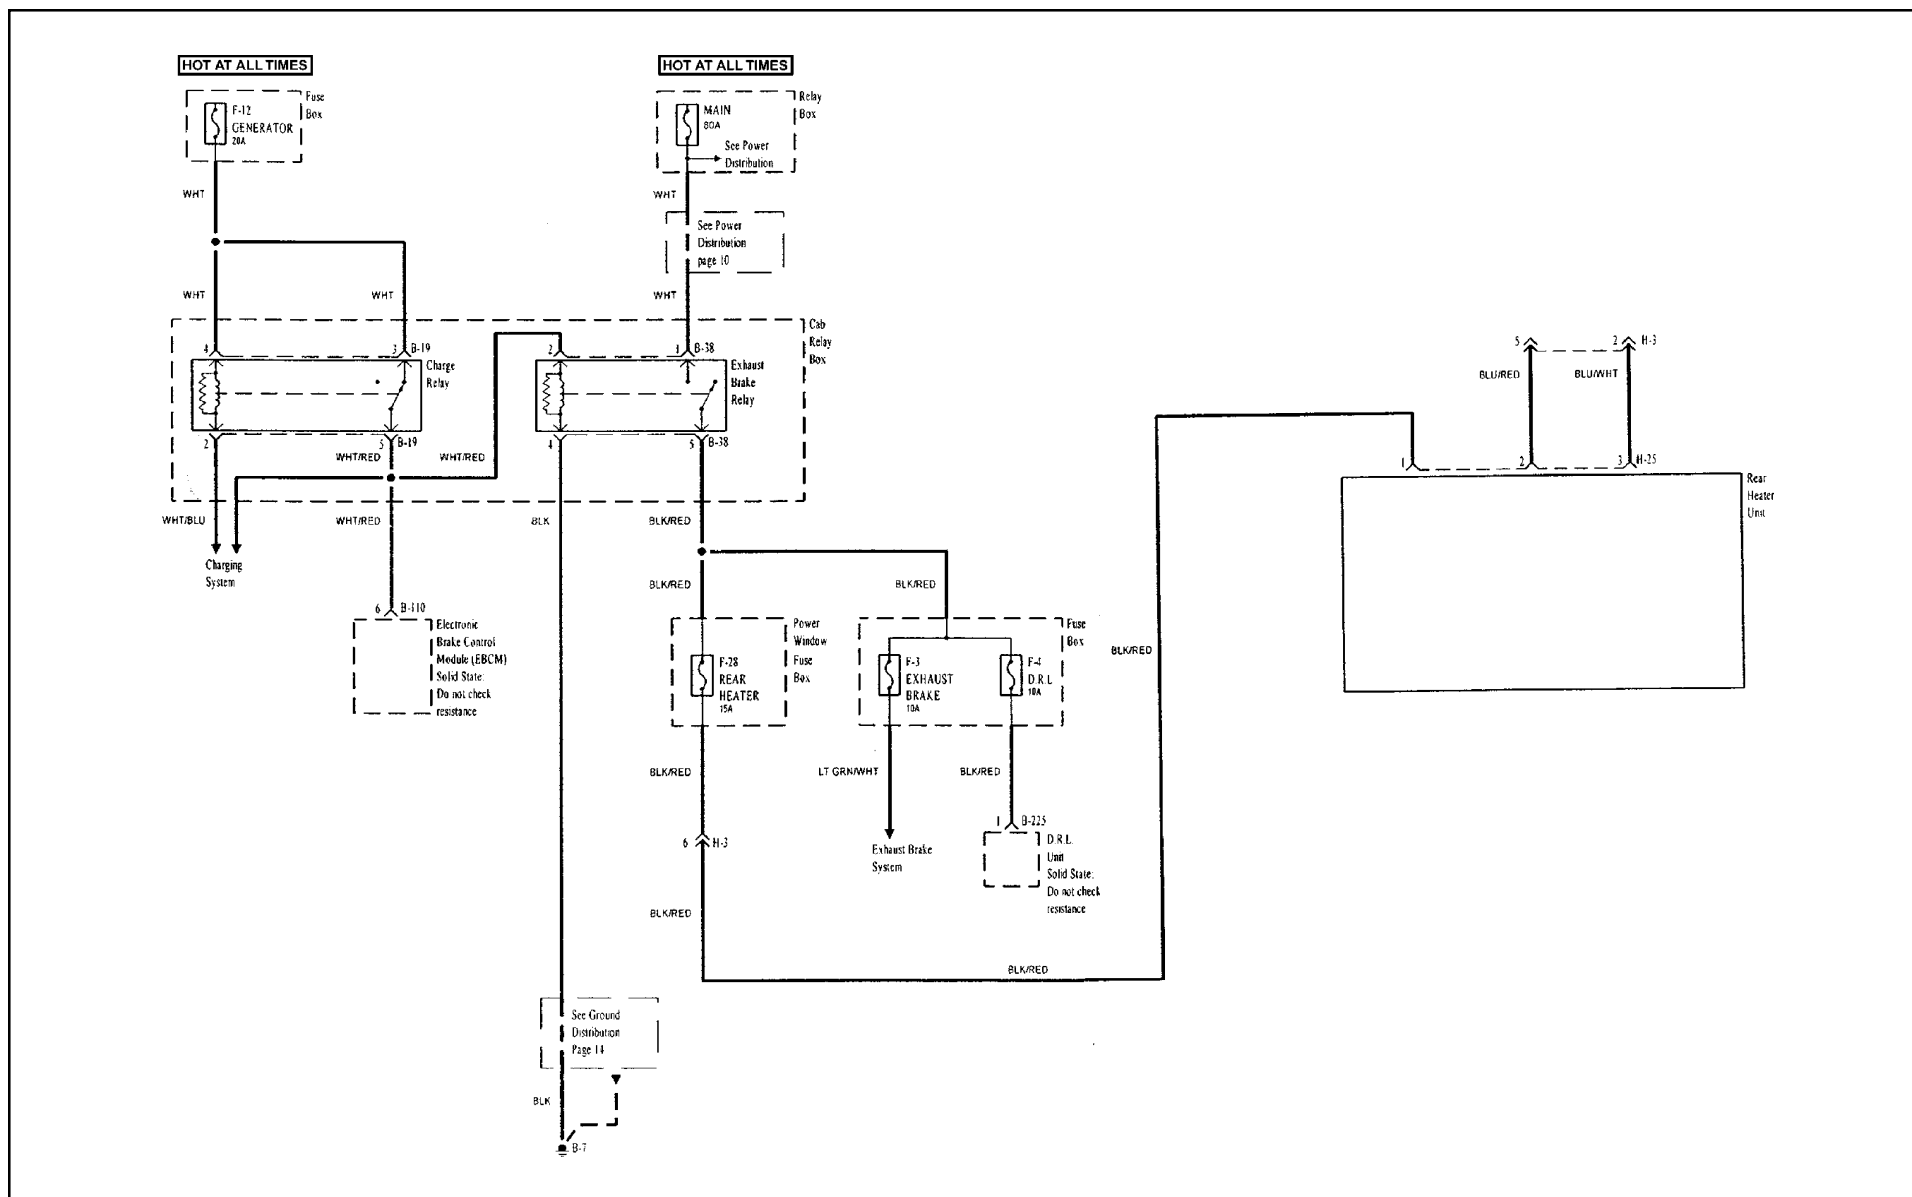 HOT AT ALL TIMES
HOT AT ALL TIMES
F-12
GENERATOR
20A
Fuse
Box
MAIN
80A
See Power
Distribution
Relay
Box
WHT
WHT
See Power
Distribution
page 10
WHT
WHT
WHT
Cab
Relay
Box
4
3
B-19
2
1
B-38
Charge
Relay
Exhaust
Brake
Relay
2
5
B-19
4
5
B-38
WHT/RED
WHT/RED
WHT/BLU
WHT/RED
BLK
BLK/RED
Charging
System
BLK/RED
BLK/RED
6
B-110
Electronic
Brake Control
Module (EBCM)
Solid State:
Do not check
resistance
F-28
REAR
HEATER
15A
Power
Window
Fuse
Box
F-3
EXHAUST
BRAKE
10A
F-4
D.R.L
10A
Fuse
Box
BLK/RED
BLK/RED
LT GRN/WHT
BLK/RED
6
H-3
Exhaust Brake
System
1
B-225
D.R.L.
Unit
Solid State:
Do not check
resistance
BLK/RED
BLK/RED
See Ground
Distribution
Page 14
BLK
B-7
5
2
H-3
BLU/RED
BLU/WHT
1
2
3
H-25
Rear
Heater
Unit